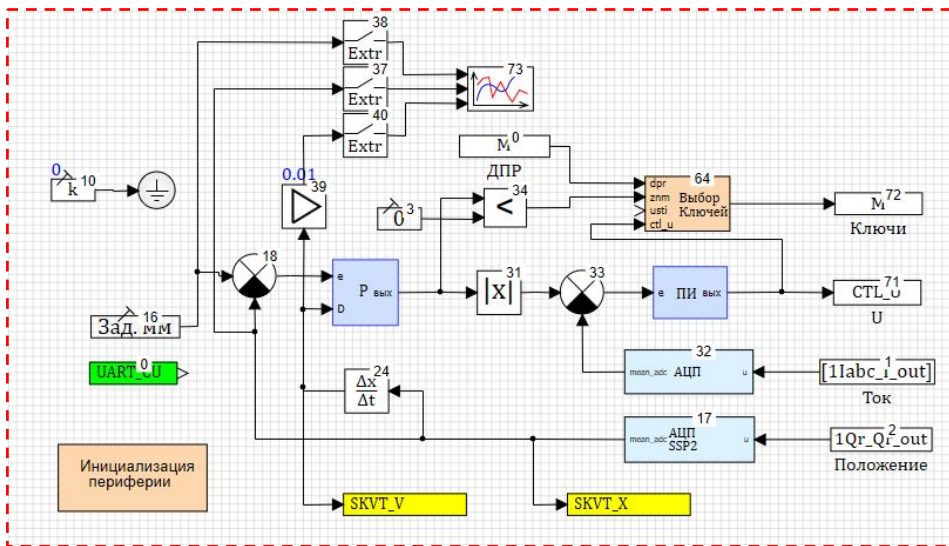 38
Extr
37
Extr
73
40
Extr
M 0
ДПР
0
k 10
0.01
39
34
<
0 3
64
dpr
znm
usti
ctl_u
Выбор
Ключей
M 72
Ключи
18
e
D
Р вых
31
|X|
33
e ПИ вых
71
CTL_U
U
16
Зад. мм
0
UART_CU
24
Δx
Δt
32
mean_adc АЦП u
1
[1Iabc_I_out]
Ток
17
mean_adc АЦП u
SSP2
2
1Qr_Qr_out
Положение
Инициализация
периферии
SKVT_V
SKVT_X